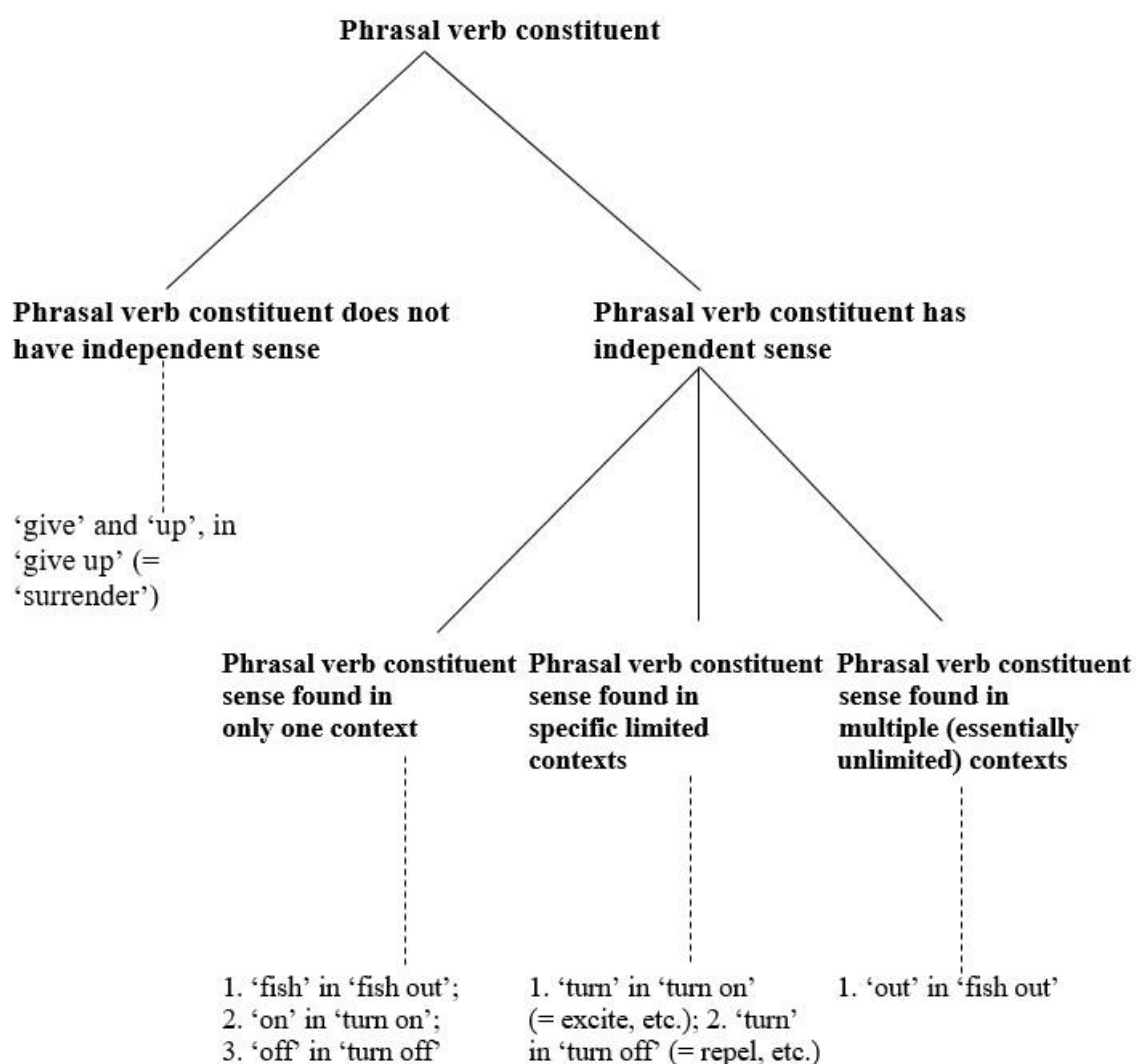 Phrasal verb constituent
Phrasal verb constituent does not
have independent sense
Phrasal verb constituent has
independent sense
‘give’ and ‘up’, in
‘give up’ (=
‘surrender’)
Phrasal verb constituent
sense found in
only one context
Phrasal verb constituent
sense found in
specific limited
contexts
Phrasal verb constituent
sense found in
multiple (essentially
unlimited) contexts
1. ‘fish’ in ‘fish out’;
2. ‘on’ in ‘turn on’;
3. ‘off’ in ‘turn off’
1. ‘turn’ in ‘turn on’
(= excite, etc.); 2. ‘turn’
in ‘turn off’ (= repel, etc.)
1. ‘out’ in ‘fish out’